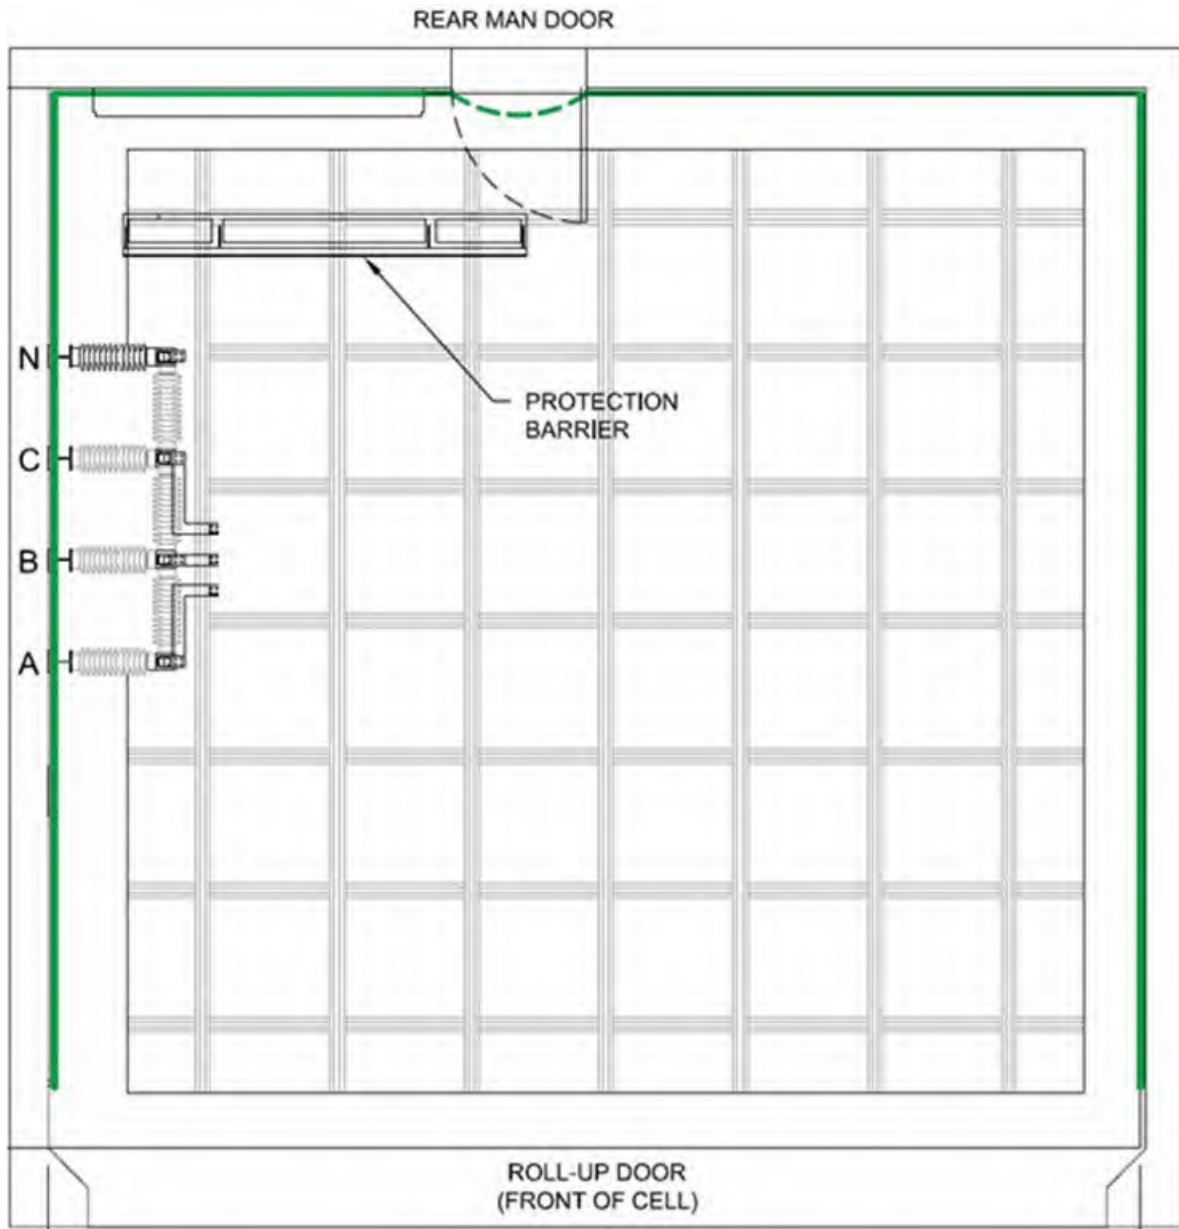 REAR MAN DOOR
N
PROTECTION
BARRIER
C
B
A
ROLL-UP DOOR
(FRONT OF CELL)